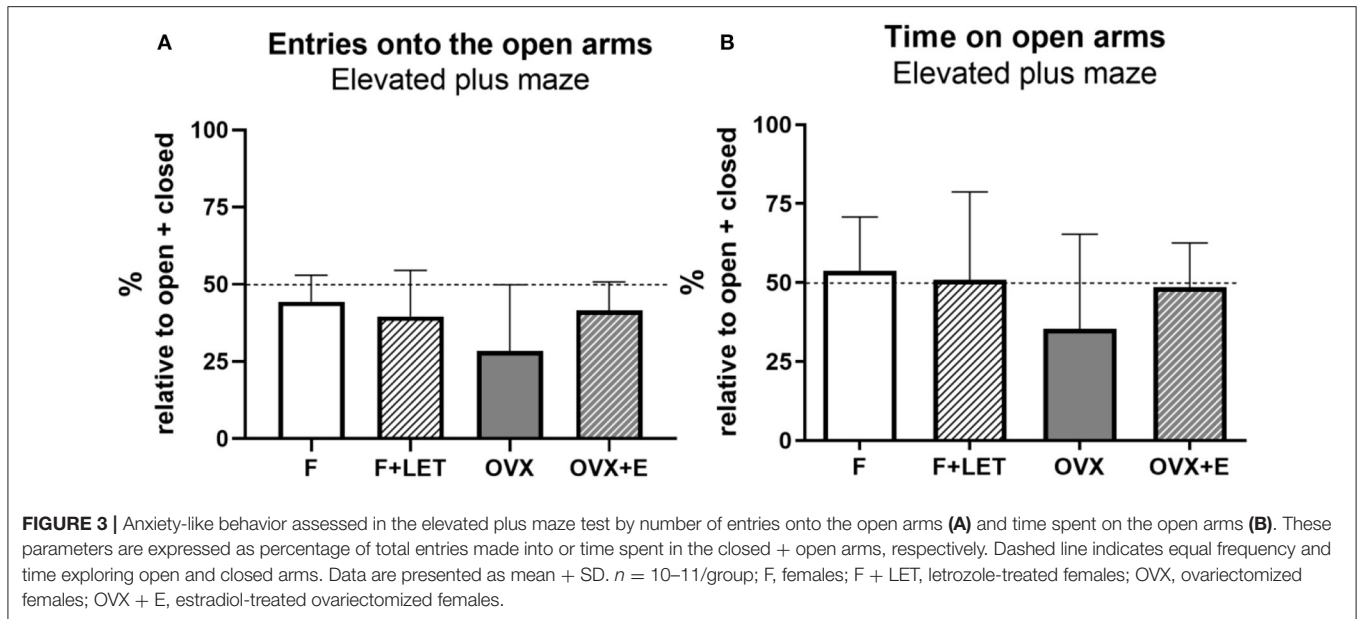 A
Entries onto the open arms
Elevated plus maze
%
relative to open + closed
100
75
50
25
0
F
F+LET
OVX
OVX+E
B
Time on open arms
Elevated plus maze
%
relative to open + closed
100
75
50
25
0
F
F+LET
OVX
OVX+E
FIGURE 3 | Anxiety-like behavior assessed in the elevated plus maze test by number of entries onto the open arms (A) and time spent on the open arms (B). These
parameters are expressed as percentage of total entries made into or time spent in the closed + open arms, respectively. Dashed line indicates equal frequency and
time exploring open and closed arms. Data are presented as mean + SD. n = 10–11/group; F, females; F + LET, letrozole-treated females; OVX, ovariectomized
females; OVX + E, estradiol-treated ovariectomized females.